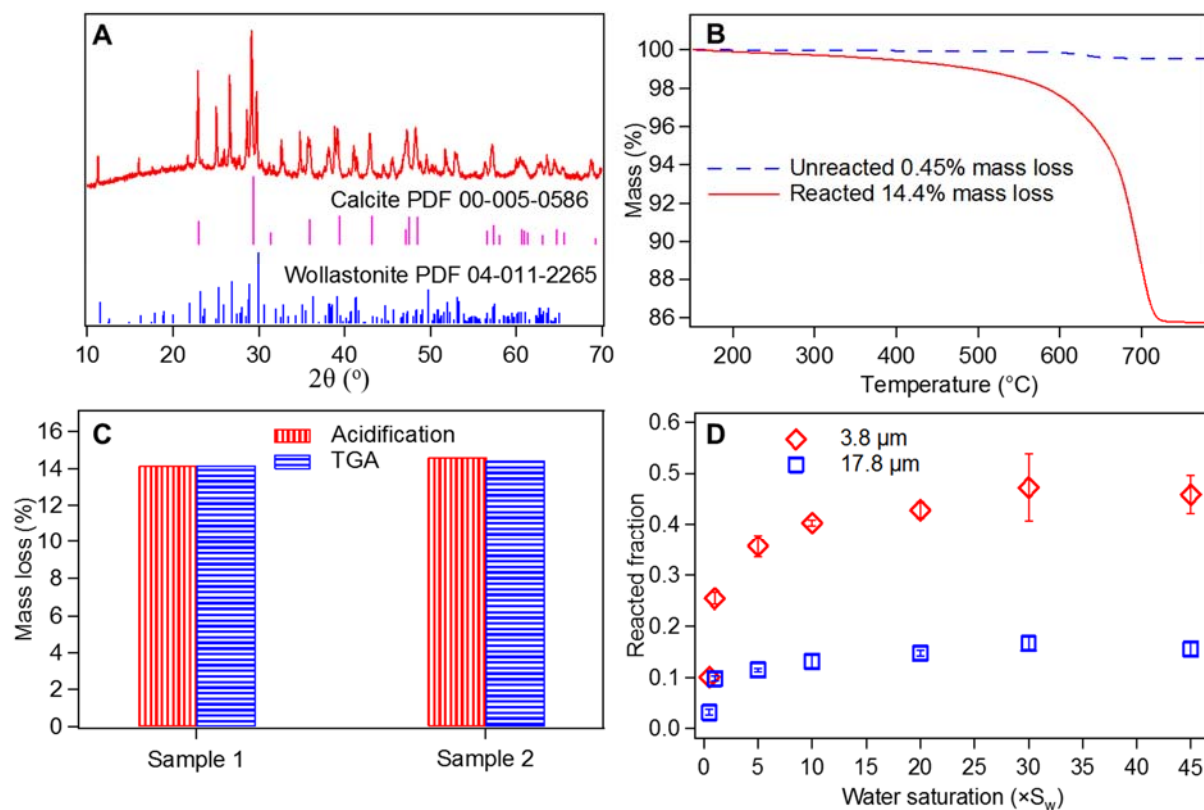 A
Calcite PDF 00-005-0586
Wollastonite PDF 04-011-2265
10 20 30 40 50 60 70
2θ (°)
B
100
98
96
94
92
90
88
86
Mass (%)
Unreacted 0.45% mass loss
Reacted 14.4% mass loss
200 300 400 500 600 700
Temperature (°C)
C
16
14
12
10
8
6
4
2
0
Mass loss (%)
Acidification
TGA
Sample 1 Sample 2
D
0.6
0.5
0.4
0.3
0.2
0.1
0.0
Reacted fraction
3.8 µm
17.8 µm
0 5 10 15 20 25 30 35 40 45
Water saturation (×Sw)